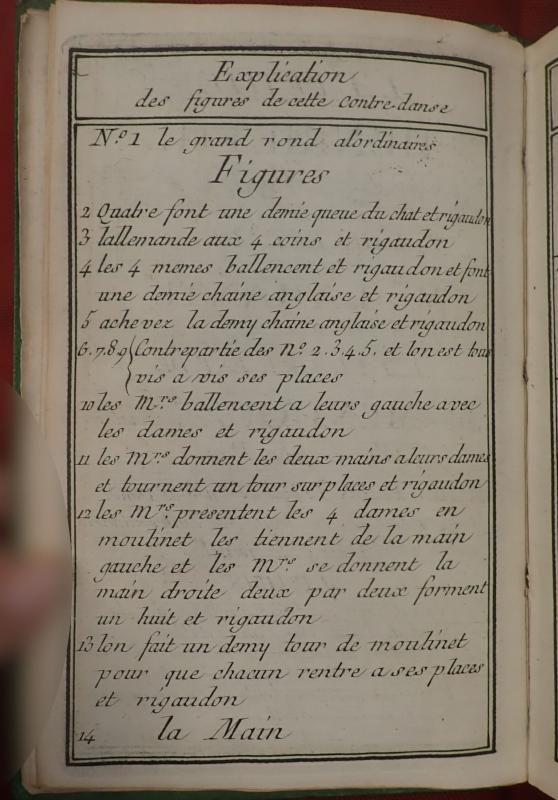 Explication
des figures de cette Contre-danse
N.º 1 le grand rond alordinaires
Figures
2 Quatre font une demie queue du chat et rigaudon
3 lallemande aux 4 coins et rigaudon
4 les 4 memes ballencent et rigaudon et font
une demie chaine anglaise et rigaudon
5 achevez la demy chaine anglaise et rigaudon
6.7.8.9 { Contrepartie des N.º 2.3.4.5. et lon est tous
vis a vis ses places
10 les M.rs ballencent a leurs gauche avec
les dames et rigaudon
11 les M.rs donnent les deux mains a leurs dames
et tournent un tour sur places et rigaudon
12 les M.rs presentent les 4 dames en
moulinet les tiennent de la main
gauche et les M.rs se donnent la
main droite deux par deux forment
un huit et rigaudon
13 lon fait un demy tour de moulinet
pour que chacun rentre a ses places
et rigaudon
14 la Main